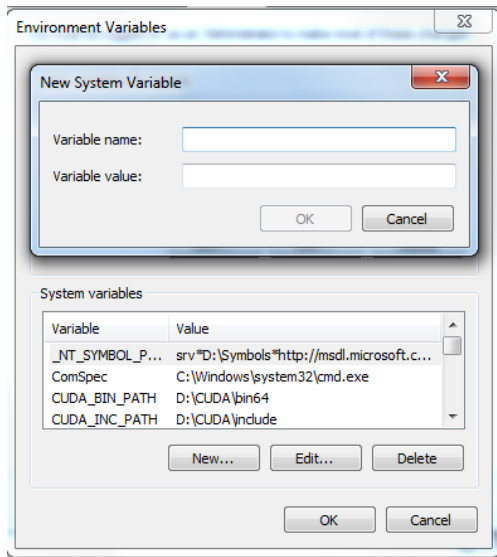 Environment Variables
New System Variable
Variable name:
Variable value:
OK Cancel
System variables
Variable Value
_NT_SYMBOL_P... srv*D:\Symbols*http://msdl.microsoft.c...
ComSpec C:\Windows\system32\cmd.exe
CUDA_BIN_PATH D:\CUDA\bin64
CUDA_INC_PATH D:\CUDA\include
New... Edit... Delete
OK Cancel